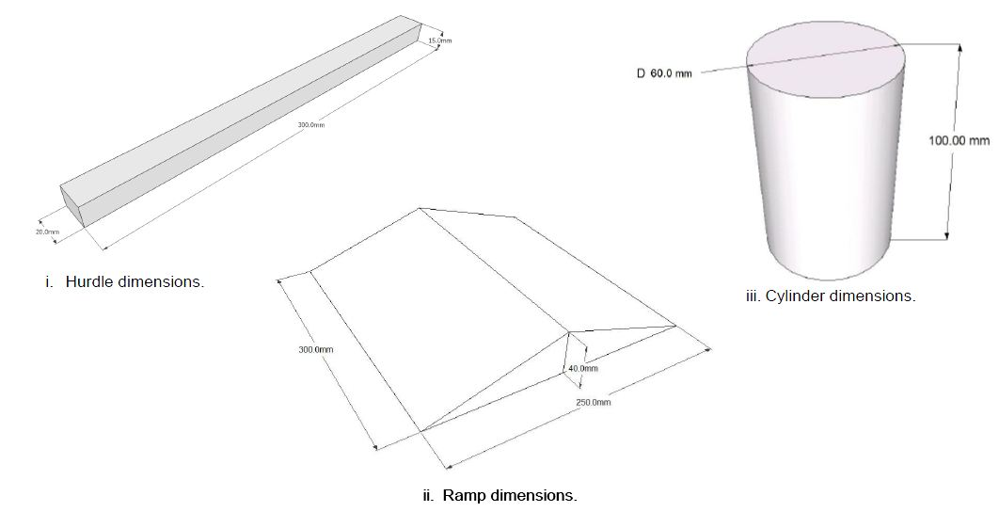 15.0mm
300.0mm
20.0mm
i. Hurdle dimensions.
D 60.0 mm
100.00 mm
iii. Cylinder dimensions.
300.0mm
40.0mm
250.0mm
ii. Ramp dimensions.